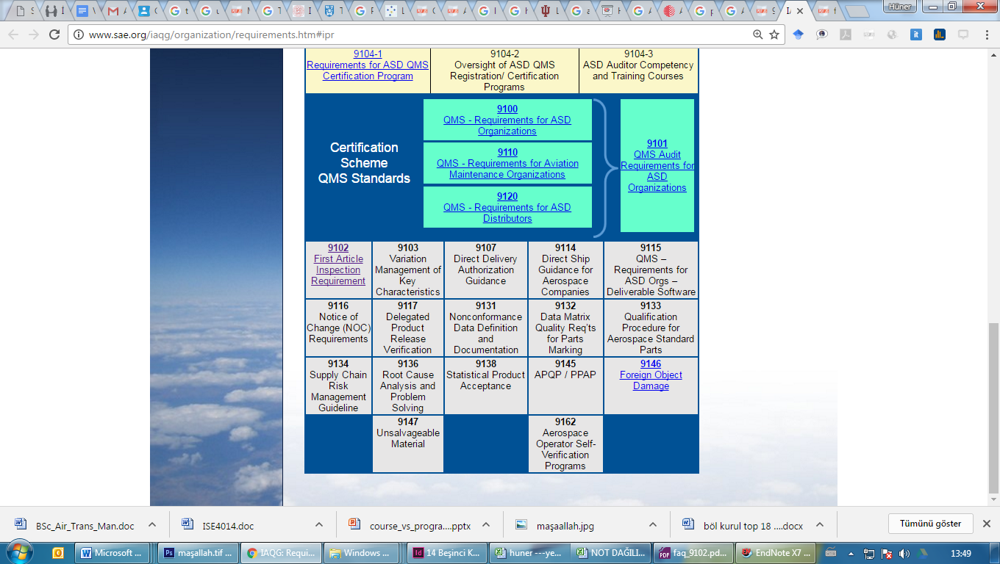 Hüner
www.sae.org/iaqg/organization/requirements.htm#ipr
9104-1
Requirements for ASD QMS
Certification Program
9104-2
Oversight of ASD QMS
Registration/ Certification
Programs
9104-3
ASD Auditor Competency
and Training Courses
Certification
Scheme
QMS Standards
9100
QMS - Requirements for ASD
Organizations
9110
QMS - Requirements for Aviation
Maintenance Organizations
9120
QMS - Requirements for ASD
Distributors
9101
QMS Audit
Requirements for
ASD
Organizations
9102
First Article
Inspection
Requirement
9103
Variation
Management of
Key
Characteristics
9107
Direct Delivery
Authorization
Guidance
9114
Direct Ship
Guidance for
Aerospace
Companies
9115
QMS –
Requirements for
ASD Orgs –
Deliverable Software
9116
Notice of
Change (NOC)
Requirements
9117
Delegated
Product
Release
Verification
9131
Nonconformance
Data Definition
and
Documentation
9132
Data Matrix
Quality Req'ts
for Parts
Marking
9133
Qualification
Procedure for
Aerospace Standard
Parts
9134
Supply Chain
Risk
Management
Guideline
9136
Root Cause
Analysis and
Problem
Solving
9138
Statistical Product
Acceptance
9145
APQP / PPAP
9146
Foreign Object
Damage
9147
Unsalvageable
Material
9162
Aerospace
Operator Self-
Verification
Programs
BSc_Air_Trans_Man.doc
ISE4014.doc
course_vs_progra....pptx
maşaallah.jpg
böl kurul top 18 ....docx
Tümünü göster
Microsoft ...
maşallah.tif ...
IAQG: Requi...
Windows ...
14 Beşinci K...
huner ---ye...
NOT DAĞILI...
faq_9102.pd...
EndNote X7 ...
13:49